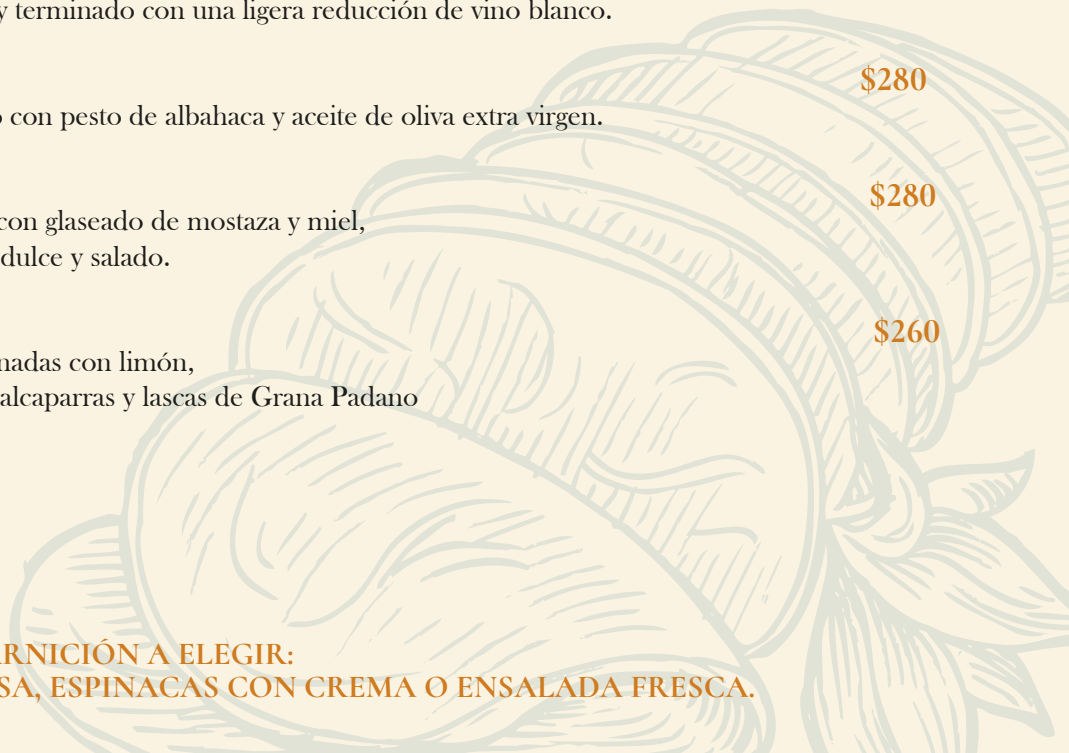 y terminado con una ligera reducción de vino blanco.
$280
con pesto de albahaca y aceite de oliva extra virgen.
$280
con glaseado de mostaza y miel,
dulce y salado.
$260
nadas con limón,
alcaparras y lascas de Grana Padano
ARNICIÓN A ELEGIR:
SA, ESPINACAS CON CREMA O ENSALADA FRESCA.